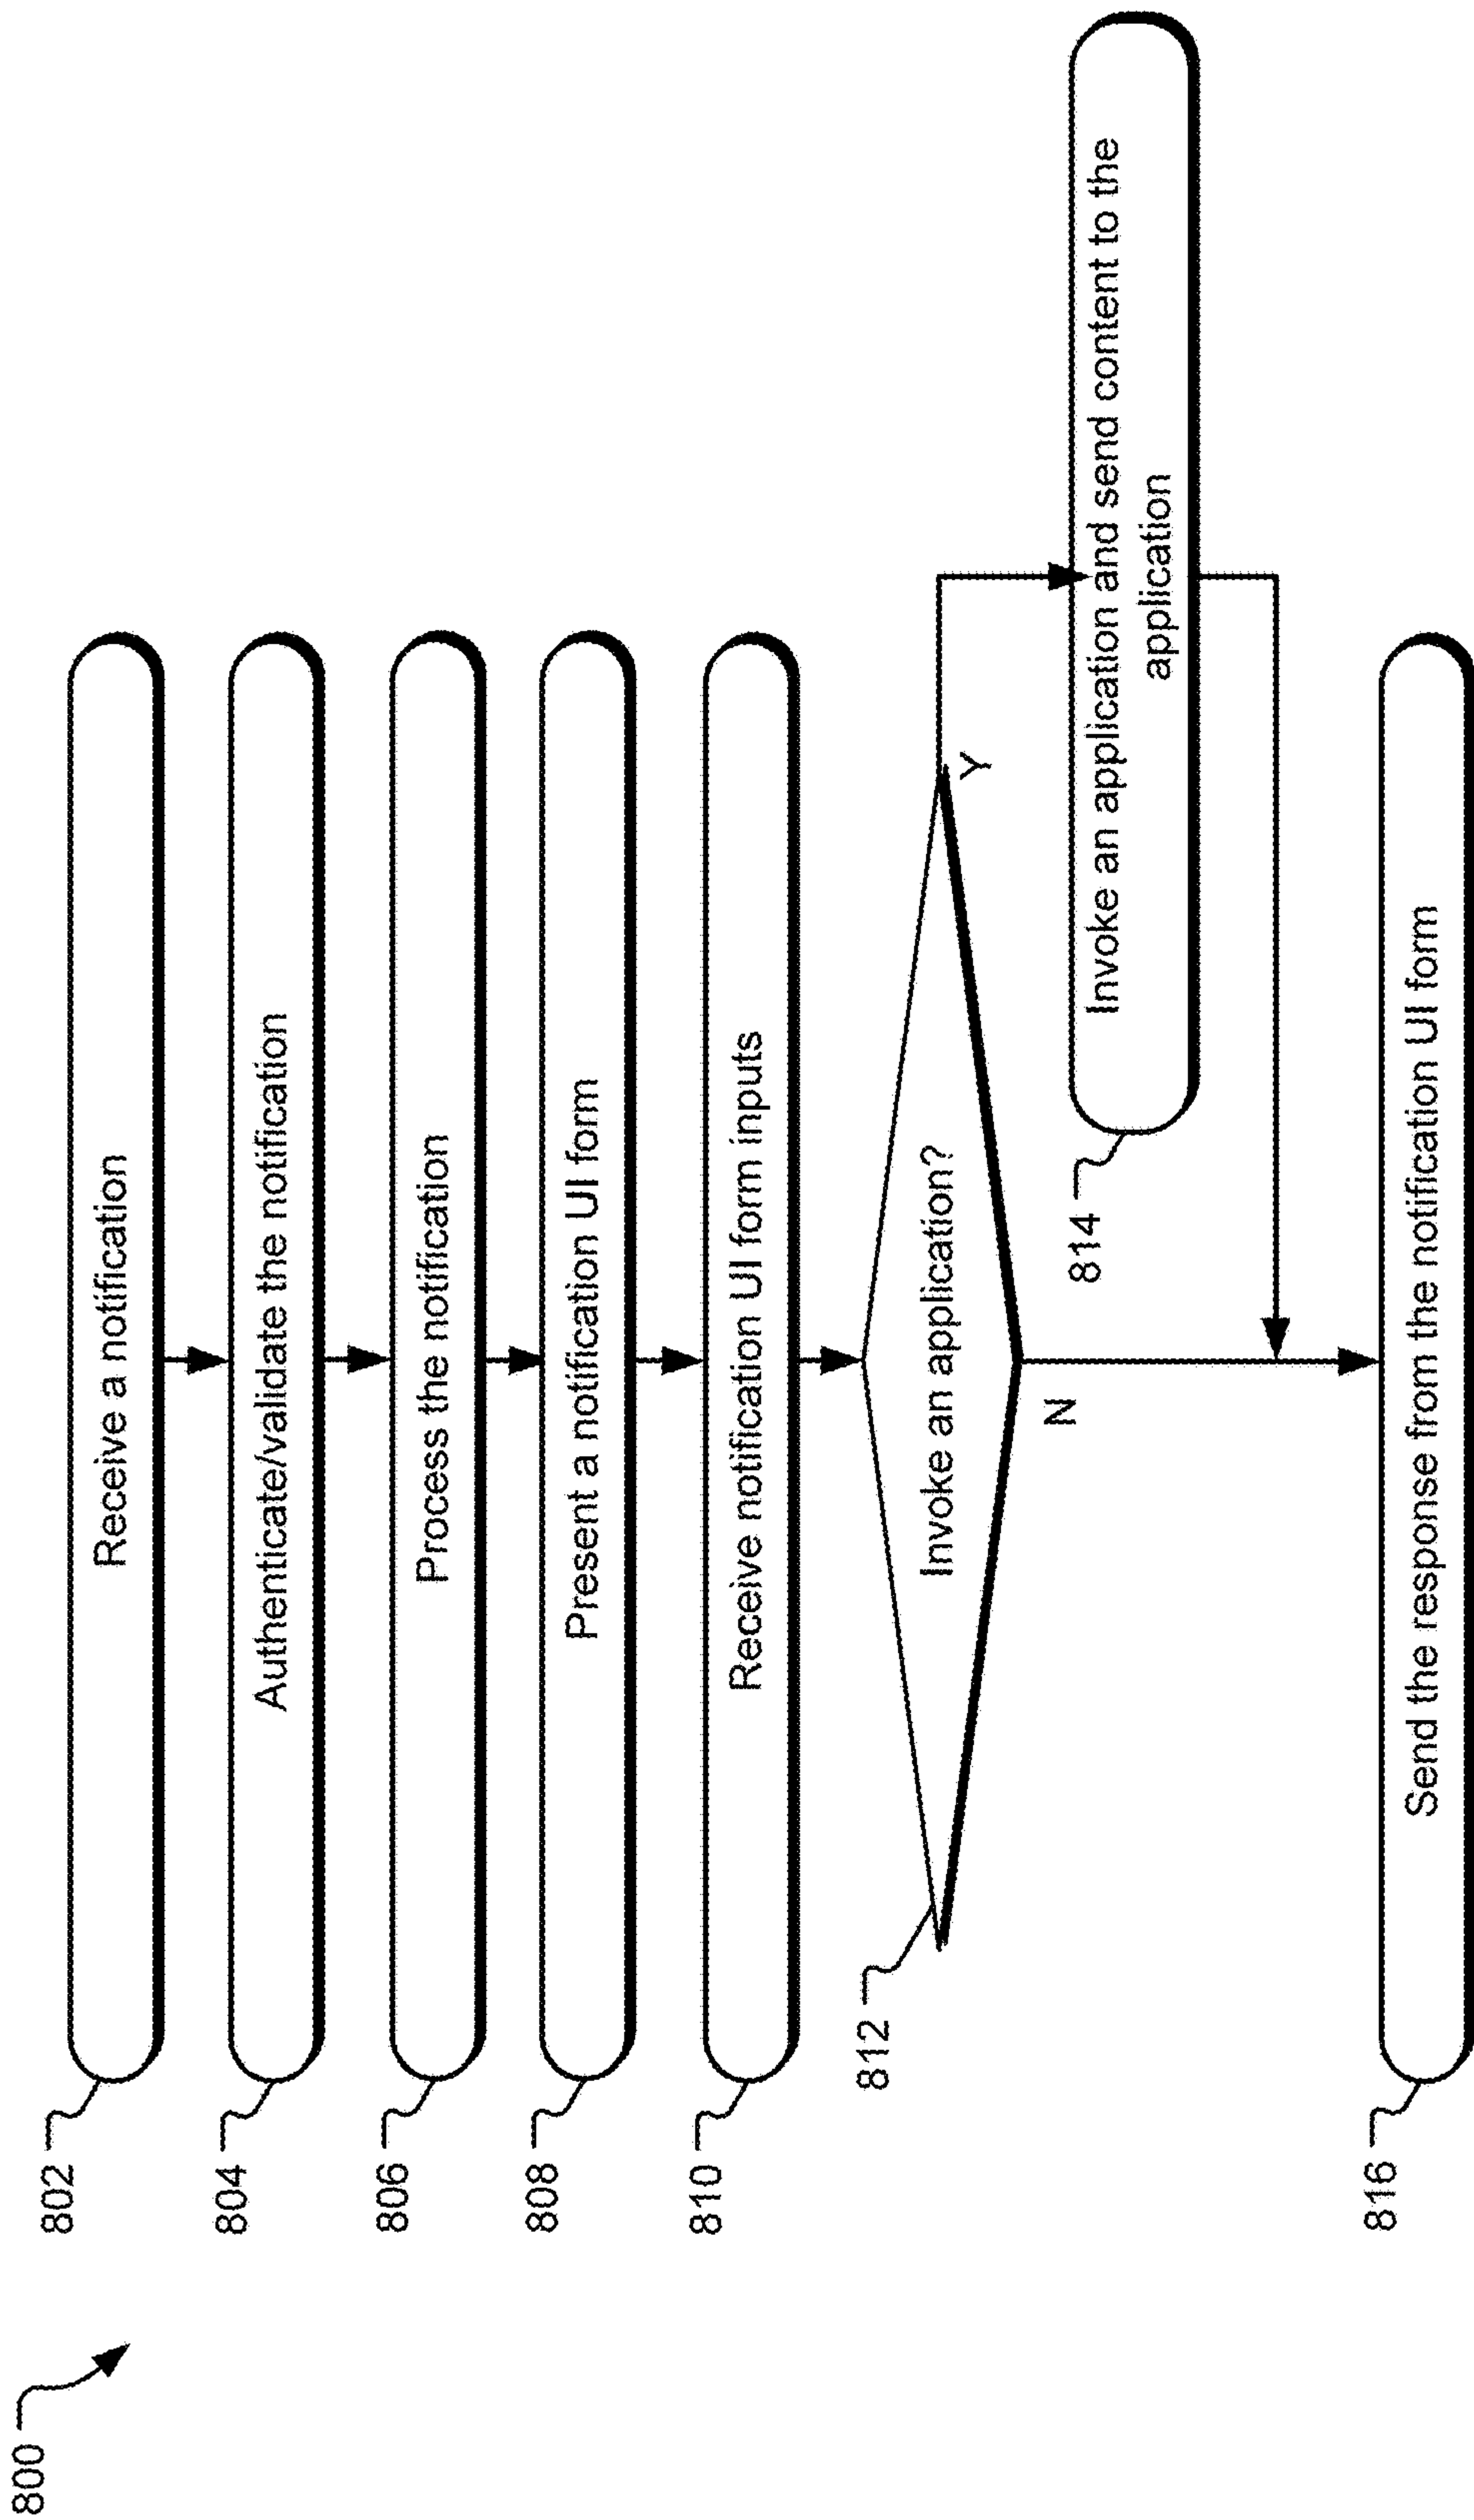 800
802
Receive a notification
804
Authenticate/validate the notification
806
Process the notification
808
Present a notification UI form
810
Receive notification UI form inputs
812
Invoke an application?
Y
N
814
Invoke an application and send content to the
application
816
Send the response from the notification UI form